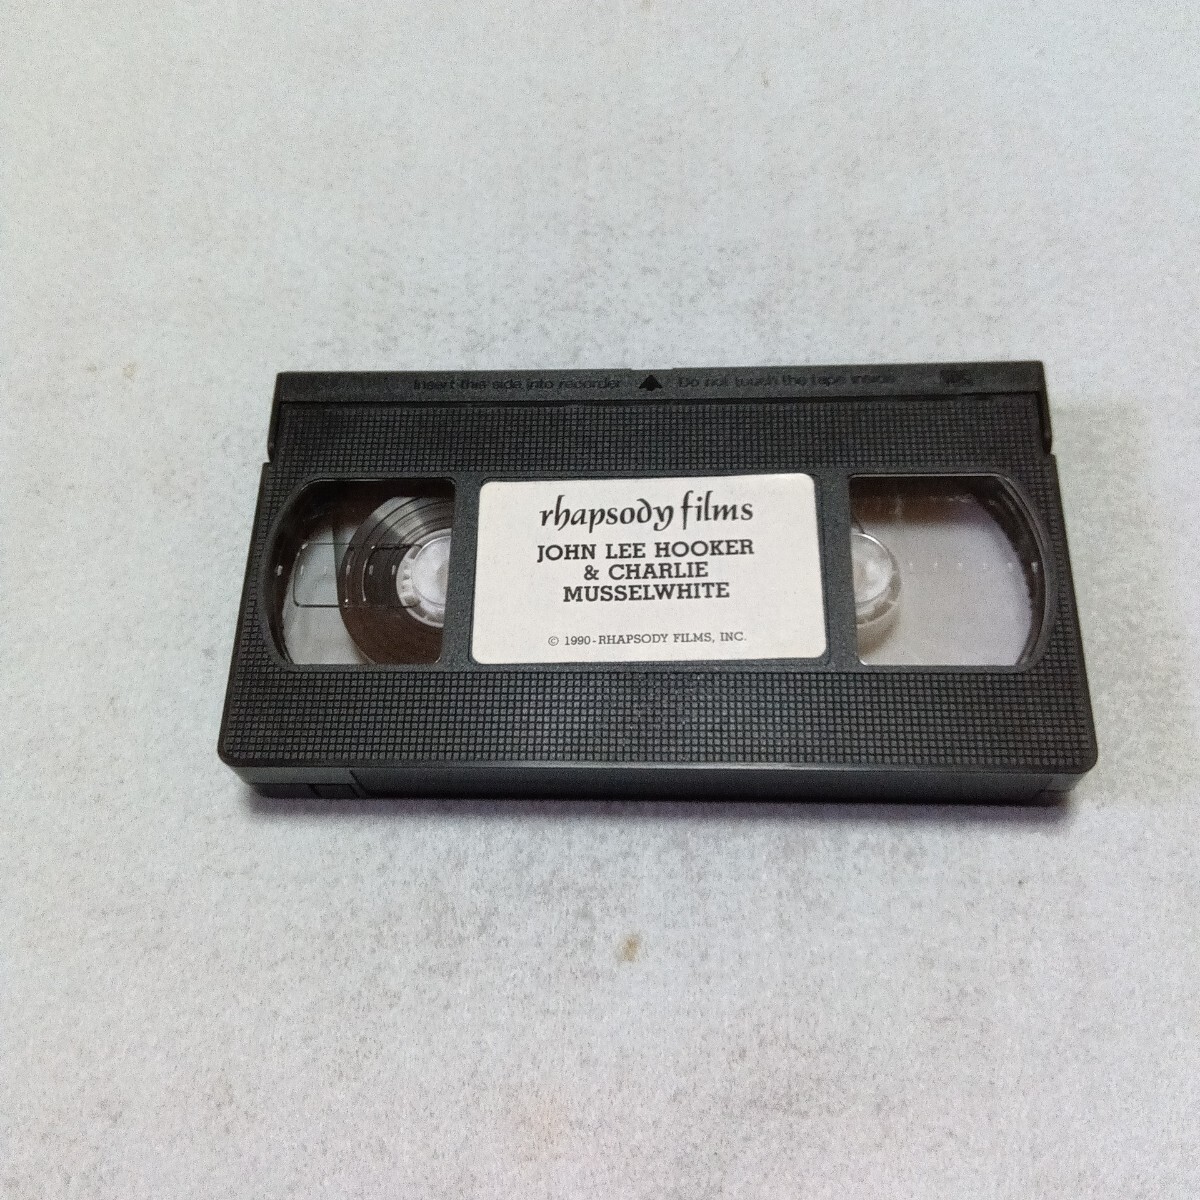 Insert this side into recorder ▲ Do not touch the tape inside VHS
rhapsody films
JOHN LEE HOOKER
& CHARLIE
MUSSELWHITE
© 1990-RHAPSODY FILMS, INC.